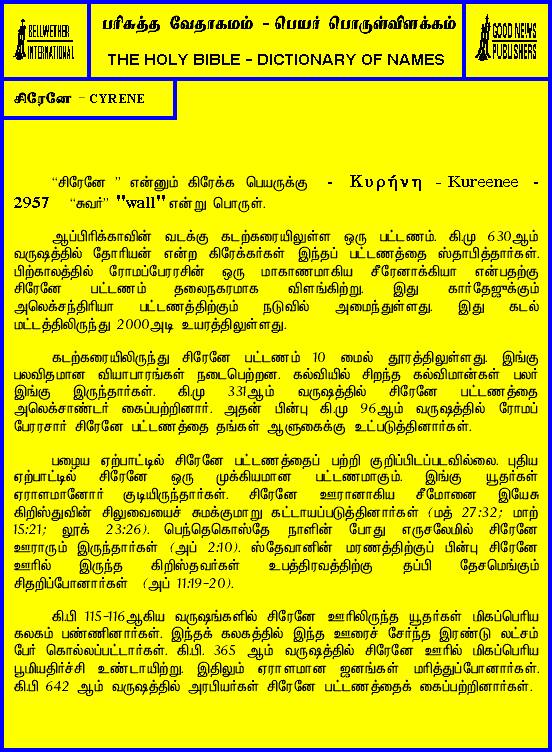 BELLWETHER
INTERNATIONAL
பரிசுத்த வேதாகமம் - பெயர் பொருள்விளக்கம்
THE HOLY BIBLE - DICTIONARY OF NAMES
GOOD NEWS
PUBLISHERS
சிரேனே - CYRENE
“சிரேனே ” என்னும் கிரேக்க பெயருக்கு - Κυρήνη - Kureenee -
2957 “சுவர்” "wall" என்று பொருள்.
ஆப்பிரிக்காவின் வடக்கு கடற்கரையிலுள்ள ஒரு பட்டணம். கி.மு 630ஆம்
வருஷத்தில் தோரியன் என்ற கிரேக்கர்கள் இந்தப் பட்டணத்தை ஸ்தாபித்தார்கள்.
பிற்காலத்தில் ரோமப்பேரரசின் ஒரு மாகாணமாகிய சீரேனாக்கியா என்பதற்கு
சிரேனே பட்டணம் தலைநகரமாக விளங்கிற்று. இது கார்தேஜுக்கும்
அலெக்சந்திரியா பட்டணத்திற்கும் நடுவில் அமைந்துள்ளது. இது கடல்
மட்டத்திலிருந்து 2000அடி உயரத்திலுள்ளது.
கடற்கரையிலிருந்து சிரேனே பட்டணம் 10 மைல் தூரத்திலுள்ளது. இங்கு
பலவிதமான வியாபாரங்கள் நடைபெற்றன. கல்வியில் சிறந்த கல்விமான்கள் பலர்
இங்கு இருந்தார்கள். கி.மு 331ஆம் வருஷத்தில் சிரேனே பட்டணத்தை
அலெக்சாண்டர் கைப்பற்றினார். அதன் பின்பு கி.மு 96ஆம் வருஷத்தில் ரோமப்
பேரரசார் சிரேனே பட்டணத்தை தங்கள் ஆளுகைக்கு உட்படுத்தினார்கள்.
பழைய ஏற்பாட்டில் சிரேனே பட்டணத்தைப் பற்றி குறிப்பிடப்படவில்லை. புதிய
ஏற்பாட்டில் சிரேனே ஒரு முக்கியமான பட்டணமாகும். இங்கு யூதர்கள்
ஏராளமானோர் குடியிருந்தார்கள். சிரேனே ஊரானாகிய சீமோனை இயேசு
கிறிஸ்துவின் சிலுவையைச் சுமக்குமாறு கட்டாயப்படுத்தினார்கள் (மத் 27:32; மாற்
15:21; லூக் 23:26). பெந்தெகொஸ்தே நாளின் போது எருசலேமில் சிரேனே
ஊராரும் இருந்தார்கள் (அப் 2:10). ஸ்தேவானின் மரணத்திற்குப் பின்பு சிரேனே
ஊரில் இருந்த கிறிஸ்தவர்கள் உபத்திரவத்திற்கு தப்பி தேசமெங்கும்
சிதறிப்போனார்கள் (அப் 11:19-20).
கி.பி 115-116ஆகிய வருஷங்களில் சிரேனே ஊரிலிருந்த யூதர்கள் மிகப்பெரிய
கலகம் பண்ணினார்கள். இந்தக் கலகத்தில் இந்த ஊரைச் சேர்ந்த இரண்டு லட்சம்
பேர் கொல்லப்பட்டார்கள். கி.பி. 365 ஆம் வருஷத்தில் சிரேனே ஊரில் மிகப்பெரிய
பூமியதிர்ச்சி உண்டாயிற்று. இதிலும் ஏராளமான ஜனங்கள் மரித்துப்போனார்கள்.
கி.பி 642 ஆம் வருஷத்தில் அரபியர்கள் சிரேனே பட்டணத்தைக் கைப்பற்றினார்கள்.